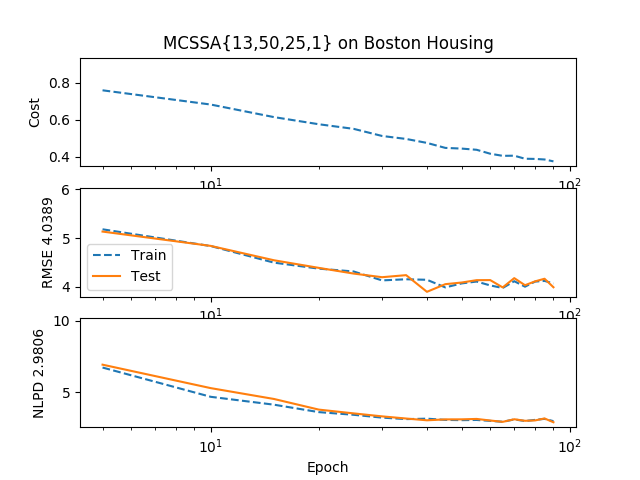 MCSSA{13,50,25,1} on Boston Housing
Cost
0.8
0.6
0.4
10¹ 10²
RMSE 4.0389
6
5
4
Train
Test
10¹ 10²
NLPD 2.9806
10
5
10¹ 10²
Epoch